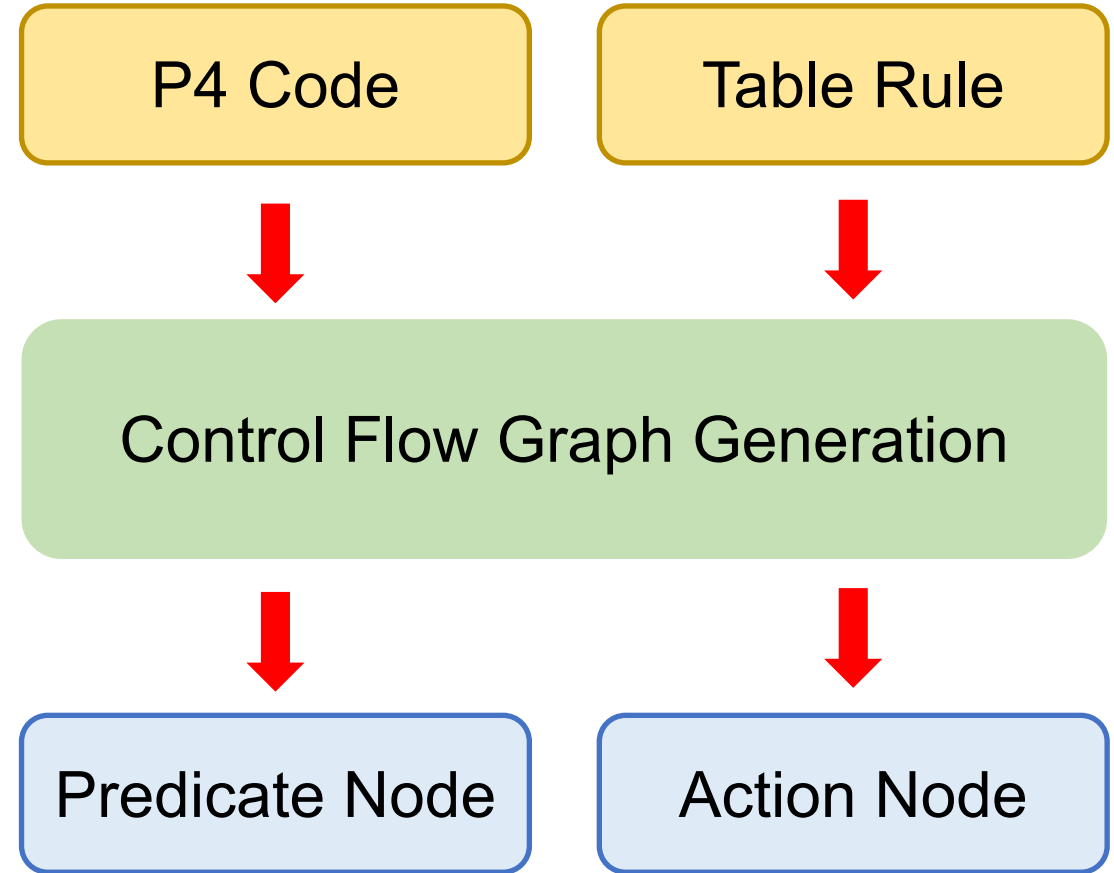 P4 Code
Table Rule
Control Flow Graph Generation
Predicate Node
Action Node